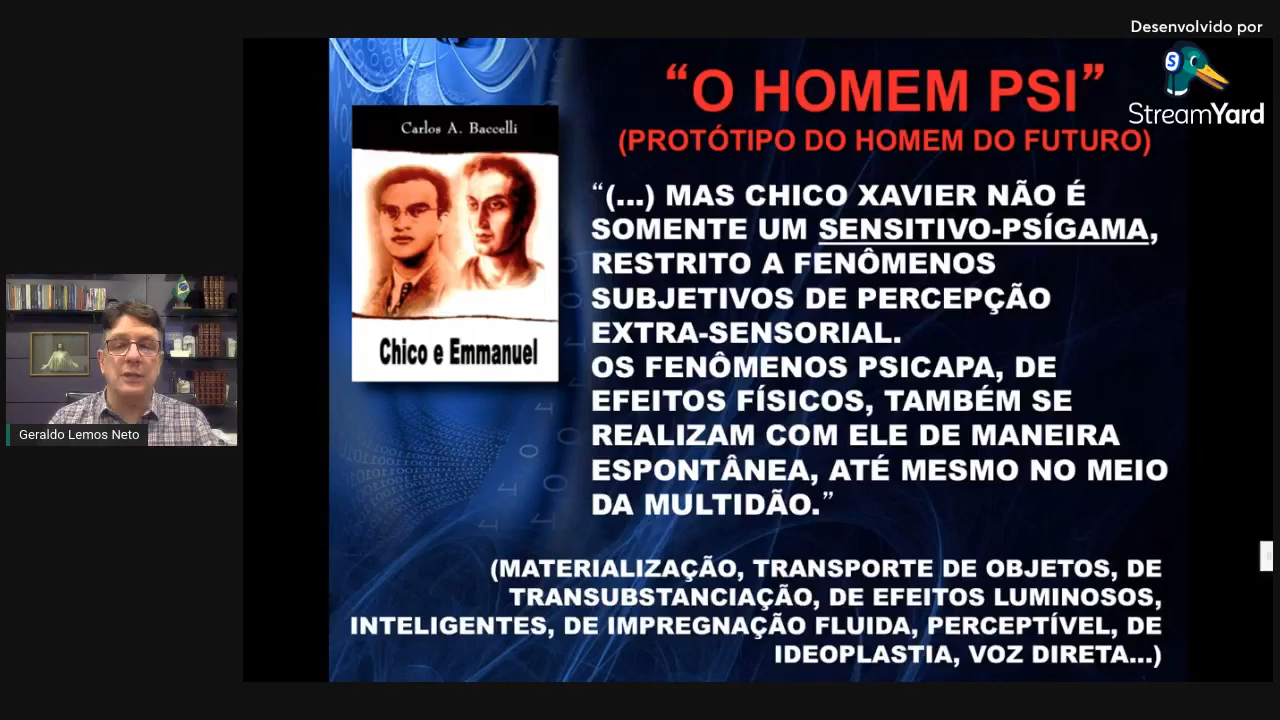 Desenvolvido por
StreamYard
"O HOMEM PSI"
(PROTÓTIPO DO HOMEM DO FUTURO)
Carlos A. Baccelli
Chico e Emmanuel
"(...) MAS CHICO XAVIER NÃO É
SOMENTE UM SENSITIVO-PSÍGAMA,
RESTRITO A FENÔMENOS
SUBJETIVOS DE PERCEPÇÃO
EXTRA-SENSORIAL.
OS FENÔMENOS PSICAPA, DE
EFEITOS FÍSICOS, TAMBÉM SE
REALIZAM COM ELE DE MANEIRA
ESPONTÂNEA, ATÉ MESMO NO MEIO
DA MULTIDÃO."
(MATERIALIZAÇÃO, TRANSPORTE DE OBJETOS, DE
TRANSUBSTANCIAÇÃO, DE EFEITOS LUMINOSOS,
INTELIGENTES, DE IMPREGNAÇÃO FLUIDA, PERCEPTÍVEL, DE
IDEOPLASTIA, VOZ DIRETA...)
Geraldo Lemos Neto